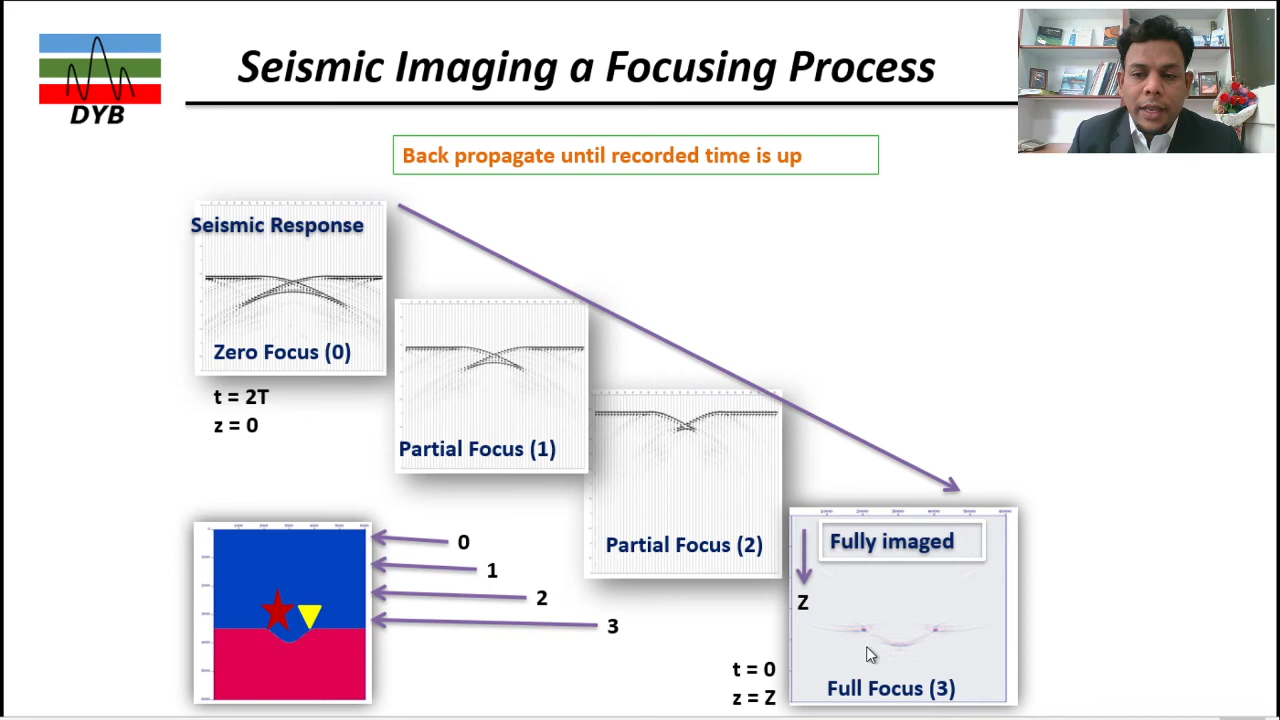 DYB
Seismic Imaging a Focusing Process
Back propagate until recorded time is up
Seismic Response
Zero Focus (0)
t = 2T
z = 0
Partial Focus (1)
Partial Focus (2)
Fully imaged
Z
Full Focus (3)
t = 0
z = Z
0
1
2
3